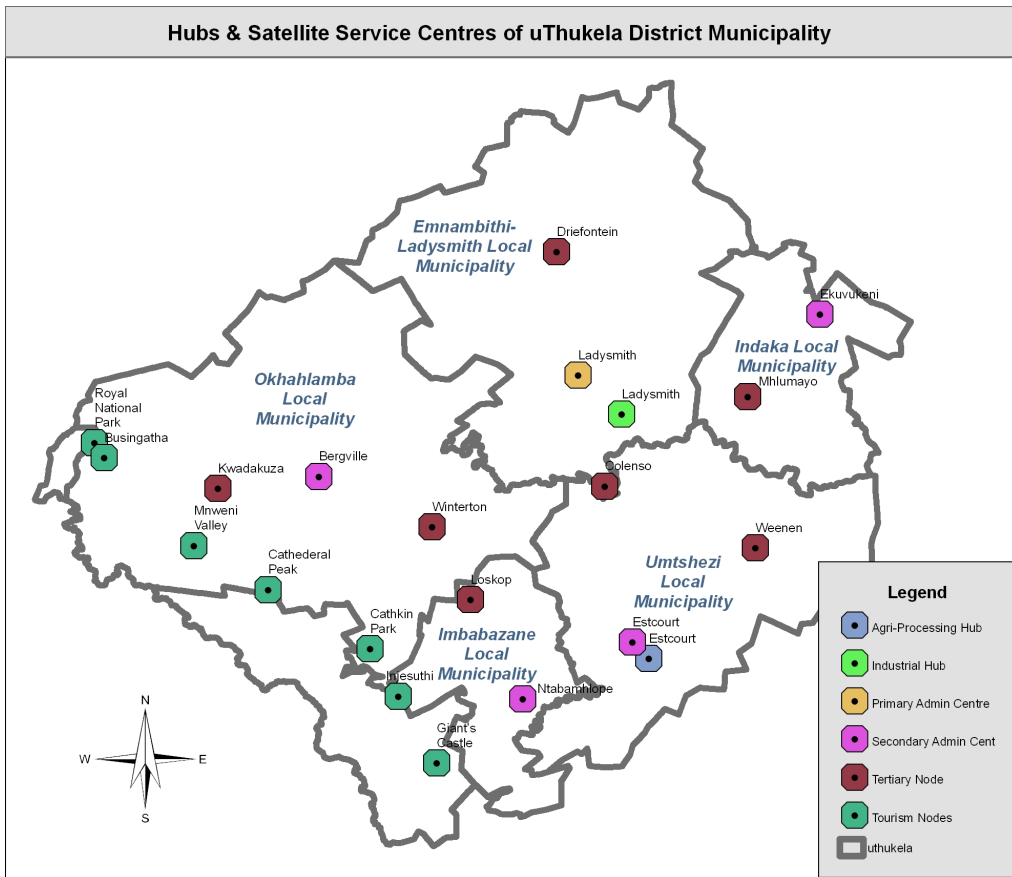 Hubs & Satellite Service Centres of uThukela District Municipality
Emnambithi-
Ladysmith Local
Municipality
Driefontein
Ekuvukeni
Indaka Local
Municipality
Mhlumayo
Ladysmith
Ladysmith
Okhahlamba
Local
Municipality
Royal
National
Park
Busingatha
Kwadakuza
Bergville
Mnweni
Valley
Winterton
Colenso
Weenen
Cathederal
Peak
Loskop
Umtshezi
Local
Municipality
Cathkin
Park
Imbabazane
Local
Municipality
Estcourt
Estcourt
Injesuthi
Ntabamhlope
Giant's
Castle
N
W
E
S
Legend
Agri-Processing Hub
Industrial Hub
Primary Admin Centre
Secondary Admin Cent
Tertiary Node
Tourism Nodes
uthukela